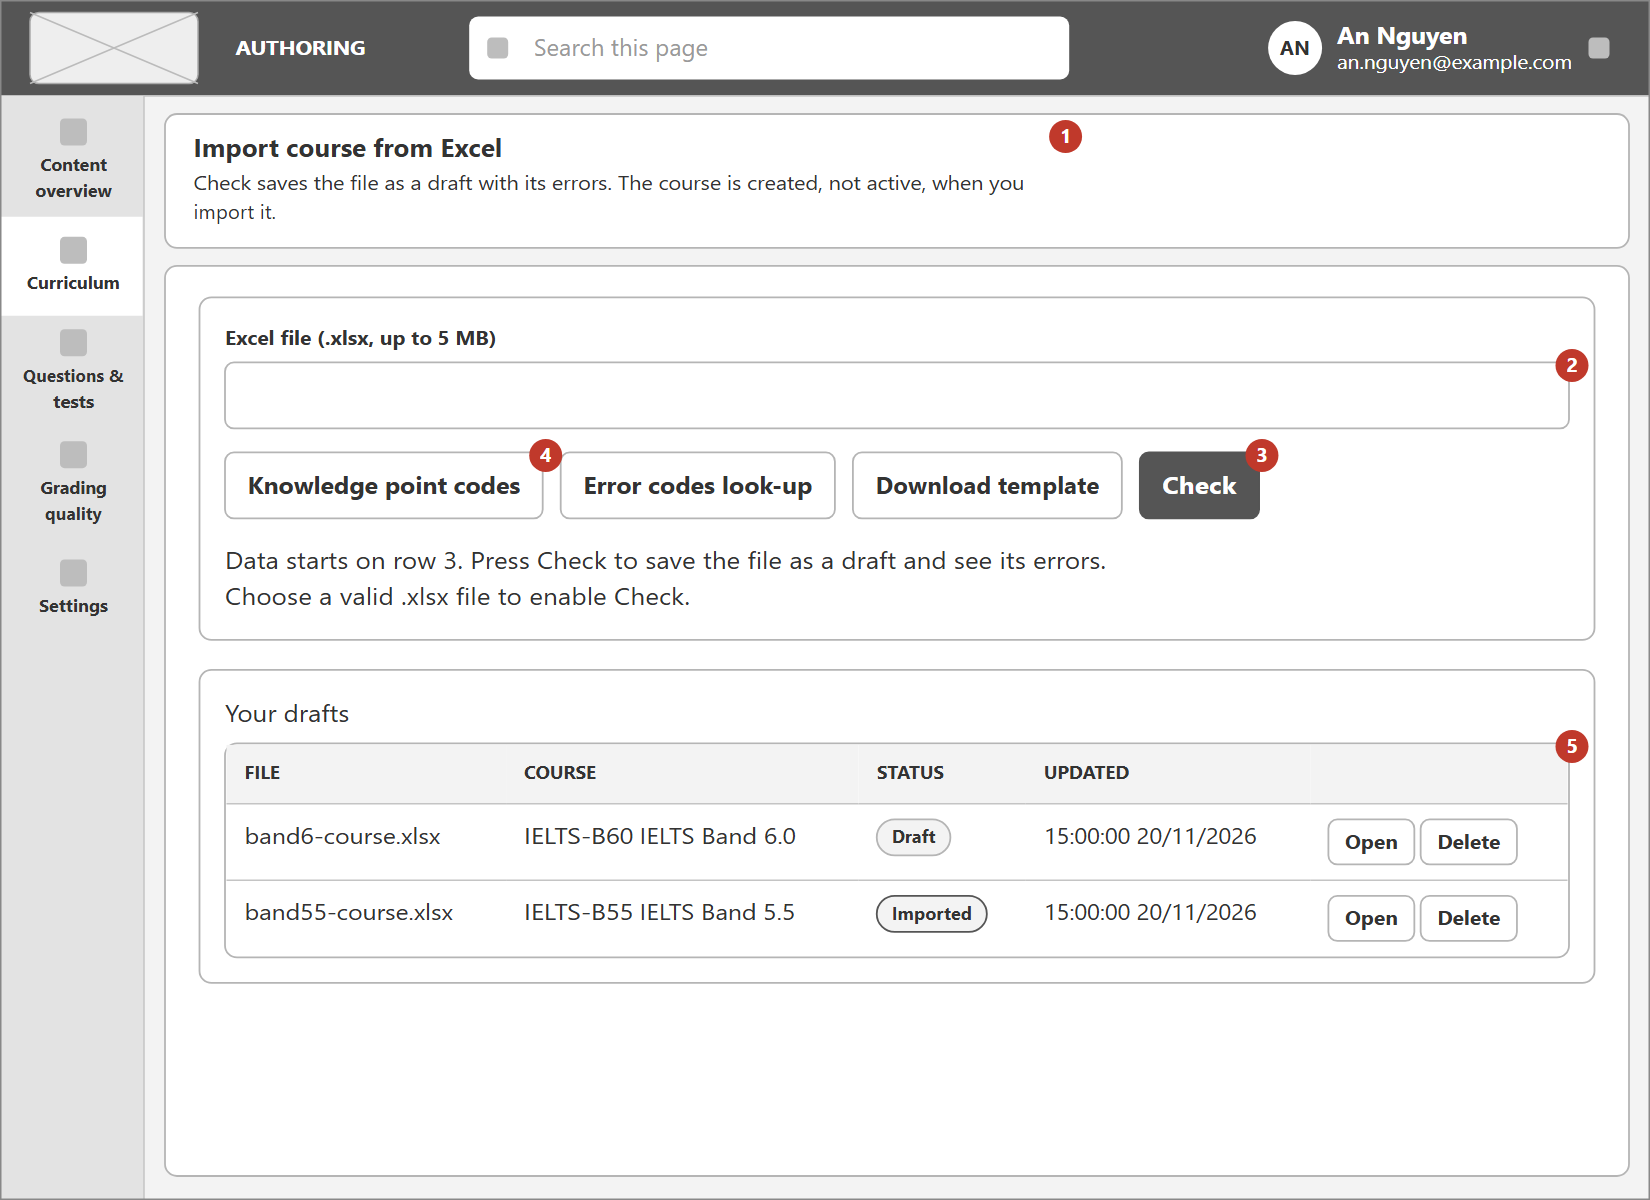 AUTHORING
Search this page
AN
An Nguyen
an.nguyen@example.com
Content
overview
Curriculum
Questions &
tests
Grading
quality
Settings
Import course from Excel
1
Check saves the file as a draft with its errors. The course is created, not active, when you
import it.
Excel file (.xlsx, up to 5 MB)
2
Knowledge point codes
4
Error codes look-up
Download template
Check
3
Data starts on row 3. Press Check to save the file as a draft and see its errors.
Choose a valid .xlsx file to enable Check.
Your drafts
5
FILE COURSE STATUS UPDATED
band6-course.xlsx IELTS-B60 IELTS Band 6.0 Draft 15:00:00 20/11/2026 Open Delete
band55-course.xlsx IELTS-B55 IELTS Band 5.5 Imported 15:00:00 20/11/2026 Open Delete